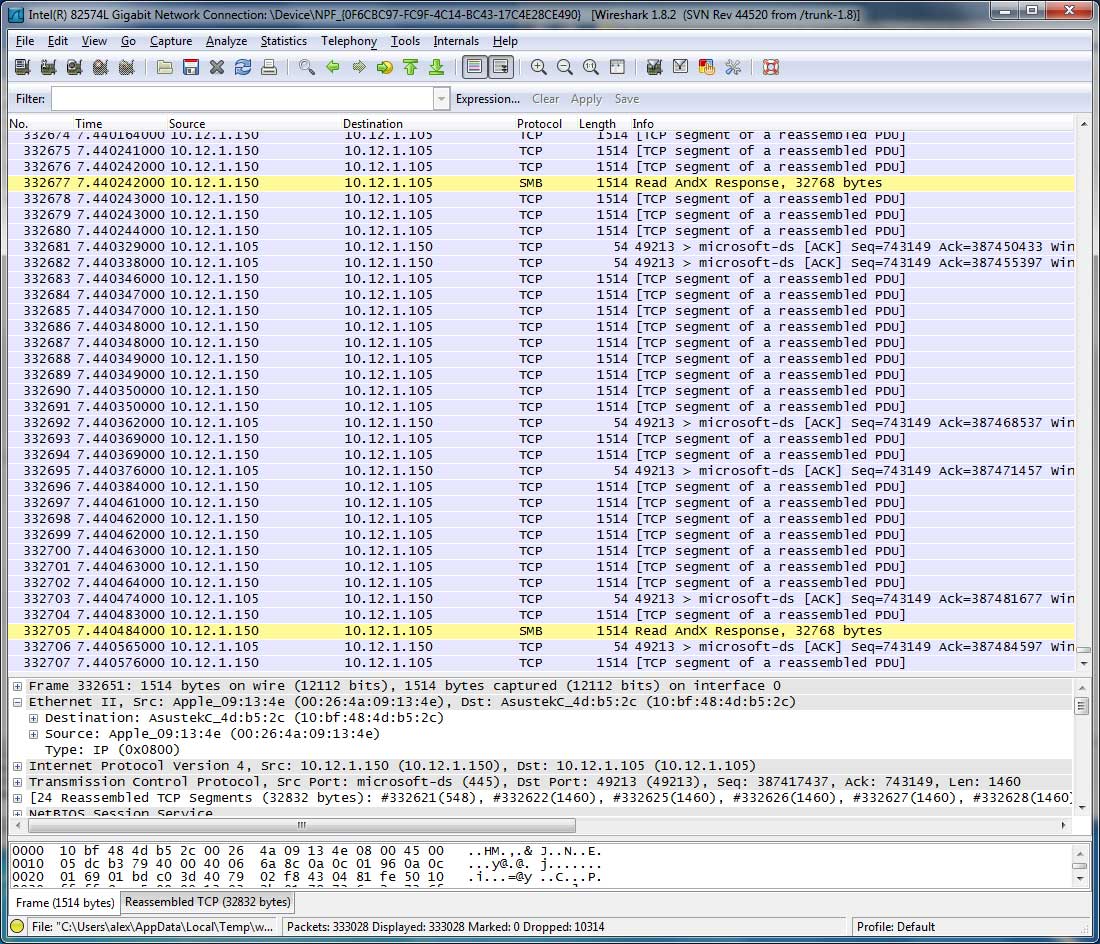 Intel(R) 82574L Gigabit Network Connection: \Device\NPF_{0F6CBC97-FC9F-4C14-BC43-17C4E28CE490} [Wireshark 1.8.2 (SVN Rev 44520 from /trunk-1.8)]
File Edit View Go Capture Analyze Statistics Telephony Tools Internals Help
Filter: Expression... Clear Apply Save
No. Time Source Destination Protocol Length Info
332674 7.440164000 10.12.1.150 10.12.1.105 TCP 1514 [TCP segment of a reassembled PDU]
332675 7.440241000 10.12.1.150 10.12.1.105 TCP 1514 [TCP segment of a reassembled PDU]
332676 7.440242000 10.12.1.150 10.12.1.105 TCP 1514 [TCP segment of a reassembled PDU]
332677 7.440242000 10.12.1.150 10.12.1.105 SMB 1514 Read AndX Response, 32768 bytes
332678 7.440243000 10.12.1.150 10.12.1.105 TCP 1514 [TCP segment of a reassembled PDU]
332679 7.440243000 10.12.1.150 10.12.1.105 TCP 1514 [TCP segment of a reassembled PDU]
332680 7.440244000 10.12.1.150 10.12.1.105 TCP 1514 [TCP segment of a reassembled PDU]
332681 7.440329000 10.12.1.105 10.12.1.150 TCP 54 49213 > microsoft-ds [ACK] Seq=743149 Ack=387450433 Win
332682 7.440338000 10.12.1.105 10.12.1.150 TCP 54 49213 > microsoft-ds [ACK] Seq=743149 Ack=387455397 Win
332683 7.440346000 10.12.1.150 10.12.1.105 TCP 1514 [TCP segment of a reassembled PDU]
332684 7.440347000 10.12.1.150 10.12.1.105 TCP 1514 [TCP segment of a reassembled PDU]
332685 7.440347000 10.12.1.150 10.12.1.105 TCP 1514 [TCP segment of a reassembled PDU]
332686 7.440348000 10.12.1.150 10.12.1.105 TCP 1514 [TCP segment of a reassembled PDU]
332687 7.440348000 10.12.1.150 10.12.1.105 TCP 1514 [TCP segment of a reassembled PDU]
332688 7.440349000 10.12.1.150 10.12.1.105 TCP 1514 [TCP segment of a reassembled PDU]
332689 7.440349000 10.12.1.150 10.12.1.105 TCP 1514 [TCP segment of a reassembled PDU]
332690 7.440350000 10.12.1.150 10.12.1.105 TCP 1514 [TCP segment of a reassembled PDU]
332691 7.440350000 10.12.1.150 10.12.1.105 TCP 1514 [TCP segment of a reassembled PDU]
332692 7.440362000 10.12.1.105 10.12.1.150 TCP 54 49213 > microsoft-ds [ACK] Seq=743149 Ack=387468537 Win
332693 7.440369000 10.12.1.150 10.12.1.105 TCP 1514 [TCP segment of a reassembled PDU]
332694 7.440369000 10.12.1.150 10.12.1.105 TCP 1514 [TCP segment of a reassembled PDU]
332695 7.440376000 10.12.1.105 10.12.1.150 TCP 54 49213 > microsoft-ds [ACK] Seq=743149 Ack=387471457 Win
332696 7.440384000 10.12.1.150 10.12.1.105 TCP 1514 [TCP segment of a reassembled PDU]
332697 7.440461000 10.12.1.150 10.12.1.105 TCP 1514 [TCP segment of a reassembled PDU]
332698 7.440462000 10.12.1.150 10.12.1.105 TCP 1514 [TCP segment of a reassembled PDU]
332699 7.440462000 10.12.1.150 10.12.1.105 TCP 1514 [TCP segment of a reassembled PDU]
332700 7.440463000 10.12.1.150 10.12.1.105 TCP 1514 [TCP segment of a reassembled PDU]
332701 7.440463000 10.12.1.150 10.12.1.105 TCP 1514 [TCP segment of a reassembled PDU]
332702 7.440464000 10.12.1.150 10.12.1.105 TCP 1514 [TCP segment of a reassembled PDU]
332703 7.440474000 10.12.1.105 10.12.1.150 TCP 54 49213 > microsoft-ds [ACK] Seq=743149 Ack=387481677 Win
332704 7.440483000 10.12.1.150 10.12.1.105 TCP 1514 [TCP segment of a reassembled PDU]
332705 7.440484000 10.12.1.150 10.12.1.105 SMB 1514 Read AndX Response, 32768 bytes
332706 7.440565000 10.12.1.105 10.12.1.150 TCP 54 49213 > microsoft-ds [ACK] Seq=743149 Ack=387484597 Win
332707 7.440576000 10.12.1.150 10.12.1.105 TCP 1514 [TCP segment of a reassembled PDU]
Frame 332651: 1514 bytes on wire (12112 bits), 1514 bytes captured (12112 bits) on interface 0
Ethernet II, Src: Apple_09:13:4e (00:26:4a:09:13:4e), Dst: AsustekC_4d:b5:2c (10:bf:48:4d:b5:2c)
Destination: AsustekC_4d:b5:2c (10:bf:48:4d:b5:2c)
Source: Apple_09:13:4e (00:26:4a:09:13:4e)
Type: IP (0x0800)
Internet Protocol Version 4, Src: 10.12.1.150 (10.12.1.150), Dst: 10.12.1.105 (10.12.1.105)
Transmission Control Protocol, Src Port: microsoft-ds (445), Dst Port: 49213 (49213), Seq: 387417437, Ack: 743149, Len: 1460
[24 Reassembled TCP Segments (32832 bytes): #332621(548), #332622(1460), #332625(1460), #332626(1460), #332627(1460), #332628(1460)
NetBIOS Session Service
0000 10 bf 48 4d b5 2c 00 26 4a 09 13 4e 08 00 45 00 ..HM.,.& J..N..E.
0010 05 dc b3 79 40 00 40 06 6a 8c 0a 0c 01 96 0a 0c ...y@.@. j.......
0020 01 69 01 bd c0 3d 40 79 02 f8 43 04 81 fe 50 10 .i...=@y ..C...P.
Frame (1514 bytes) Reassembled TCP (32832 bytes)
File: "C:\Users\alex\AppData\Local\Temp\w... Packets: 333028 Displayed: 333028 Marked: 0 Dropped: 10314 Profile: Default